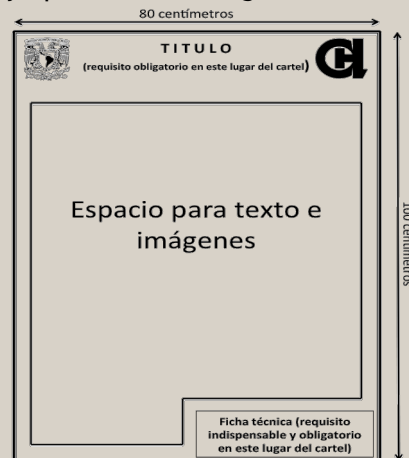 80 centímetros
TITULO
(requisito obligatorio en este lugar del cartel)
Espacio para texto e
imágenes
100 centímetros
Ficha técnica (requisito
indispensable y obligatorio
en este lugar del cartel)